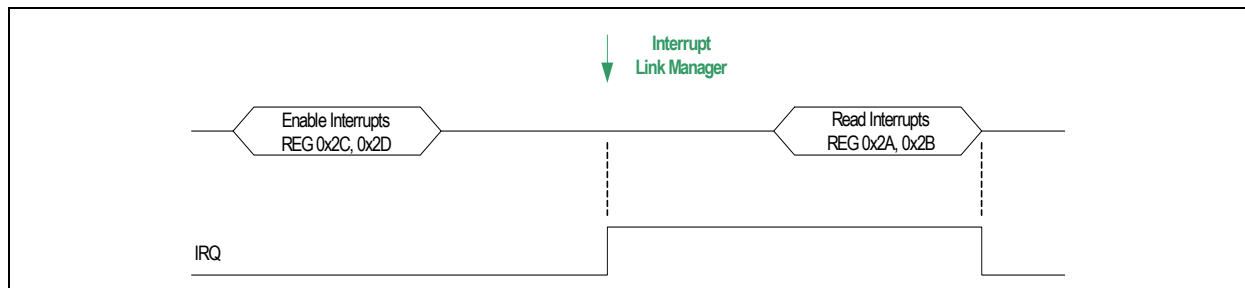 Interrupt
Link Manager
Enable Interrupts
REG 0x2C, 0x2D
Read Interrupts
REG 0x2A, 0x2B
IRQ